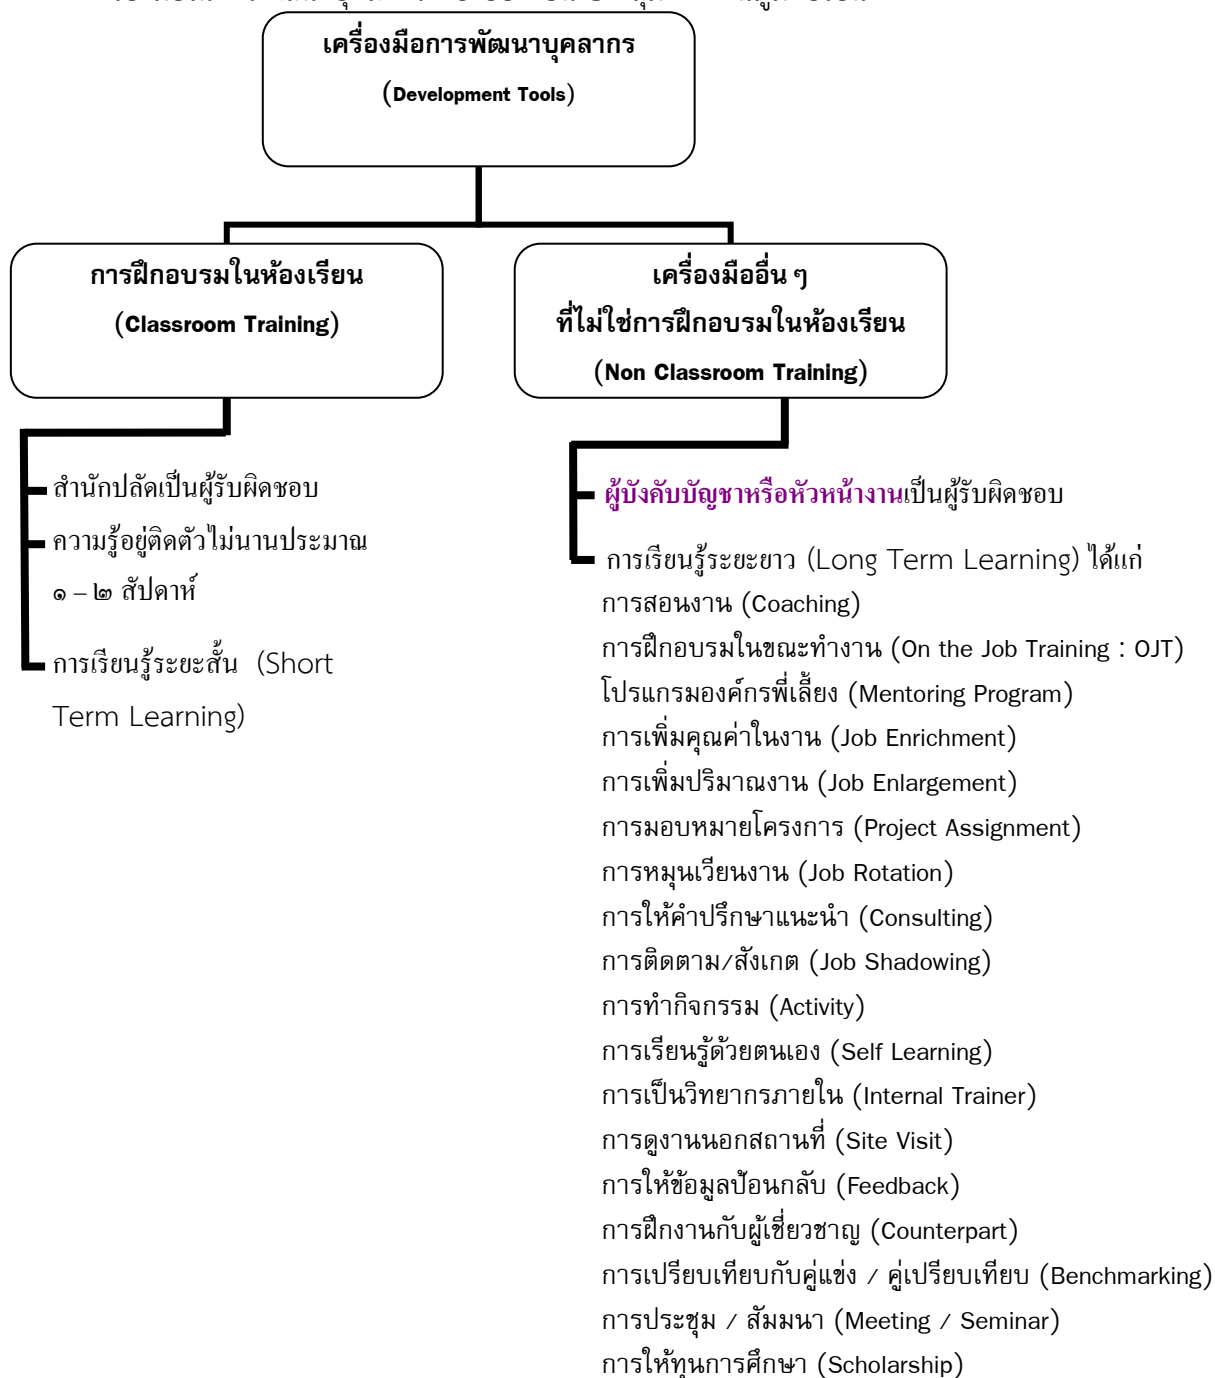 เครื่องมือการพัฒนาบุคลากร
(Development Tools)
การฝึกอบรมในห้องเรียน
(Classroom Training)
เครื่องมืออื่น ๆ
ที่ไม่ใช่การฝึกอบรมในห้องเรียน
(Non Classroom Training)
สำนักปลัดเป็นผู้รับผิดชอบ
ความรู้อยู่ติดตัวไม่นานประมาณ
๑ – ๒ สัปดาห์
การเรียนรู้ระยะสั้น (Short
Term Learning)
ผู้บังคับบัญชาหรือหัวหน้างานเป็นผู้รับผิดชอบ
การเรียนรู้ระยะยาว (Long Term Learning) ได้แก่
การสอนงาน (Coaching)
การฝึกอบรมในขณะทำงาน (On the Job Training : OJT)
โปรแกรมองค์กรพี่เลี้ยง (Mentoring Program)
การเพิ่มคุณค่าในงาน (Job Enrichment)
การเพิ่มปริมาณงาน (Job Enlargement)
การมอบหมายโครงการ (Project Assignment)
การหมุนเวียนงาน (Job Rotation)
การให้คำปรึกษาแนะนำ (Consulting)
การติดตาม/สังเกต (Job Shadowing)
การทำกิจกรรม (Activity)
การเรียนรู้ด้วยตนเอง (Self Learning)
การเป็นวิทยากรภายใน (Internal Trainer)
การดูงานนอกสถานที่ (Site Visit)
การให้ข้อมูลป้อนกลับ (Feedback)
การฝึกงานกับผู้เชี่ยวชาญ (Counterpart)
การเปรียบเทียบกับคู่แข่ง / คู่เปรียบเทียบ (Benchmarking)
การประชุม / สัมมนา (Meeting / Seminar)
การให้ทุนการศึกษา (Scholarship)